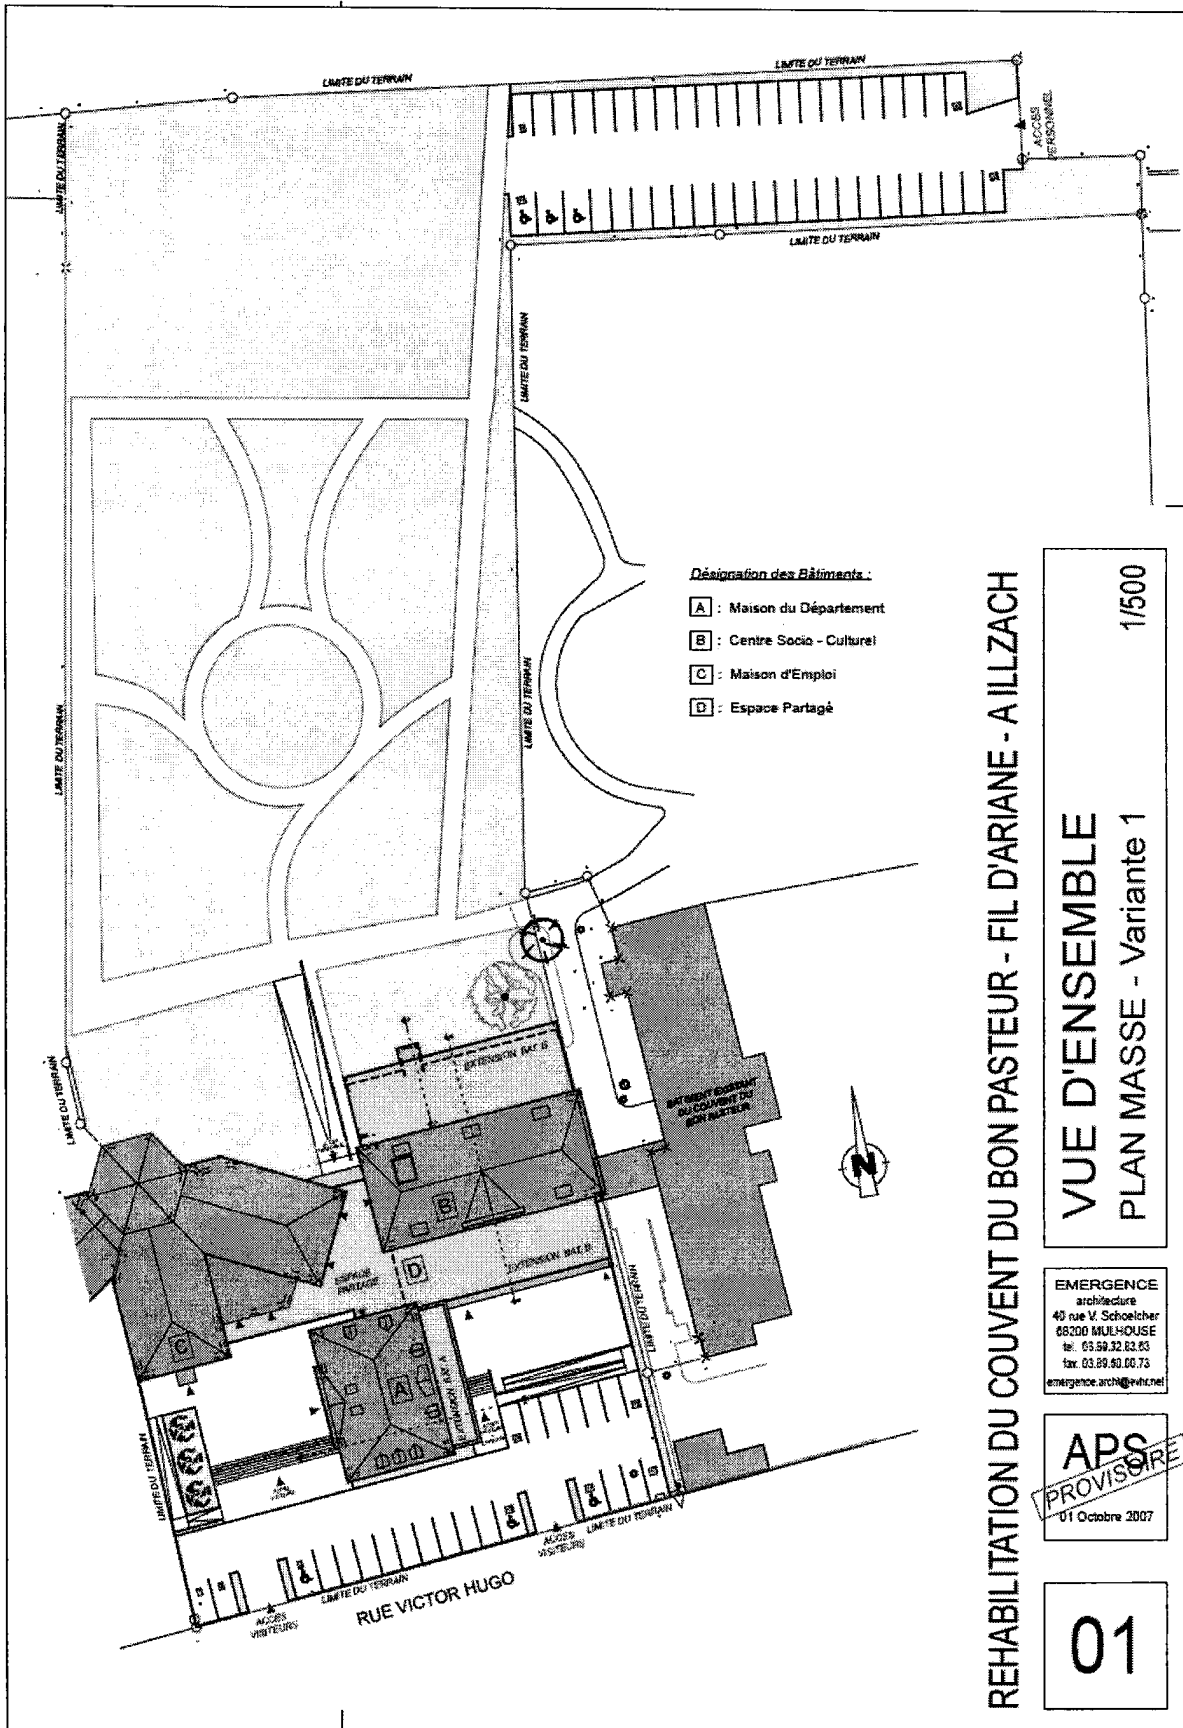 LIMITE DU TERRAIN
LIMITE DU TERRAIN
LIMITE DU TERRAIN
ACCES
PERSONNEL
LIMITE DU TERRAIN
LIMITE DU TERRAIN
Désignation des Bâtiments :
A : Maison du Département
B : Centre Socio - Culturel
C : Maison d'Emploi
D : Espace Partagé
LIMITE DU TERRAIN
LIMITE DU TERRAIN
LIMITE DU TERRAIN
EXTENSION BAT. B
BATIMENT EXISTANT
DU COUVENT DU
BON PASTEUR
N
B
EXTENSION BAT. B
ESPACE
PARTAGE
D
C
A
EXTENSION BAT. A
LIMITE DU TERRAIN
LIMITE DU TERRAIN
ACCES
VISITEURS
LIMITE DU TERRAIN
LIMITE DU TERRAIN
ACCES
VISITEURS
RUE VICTOR HUGO
REHABILITATION DU COUVENT DU BON PASTEUR - FIL D'ARIANE - A ILLZACH
VUE D'ENSEMBLE
PLAN MASSE - Variante 1
1/500
EMERGENCE
architecture
40 rue V. Schoelcher
68200 MULHOUSE
APS
PROVISOIRE
01 Octobre 2007
01